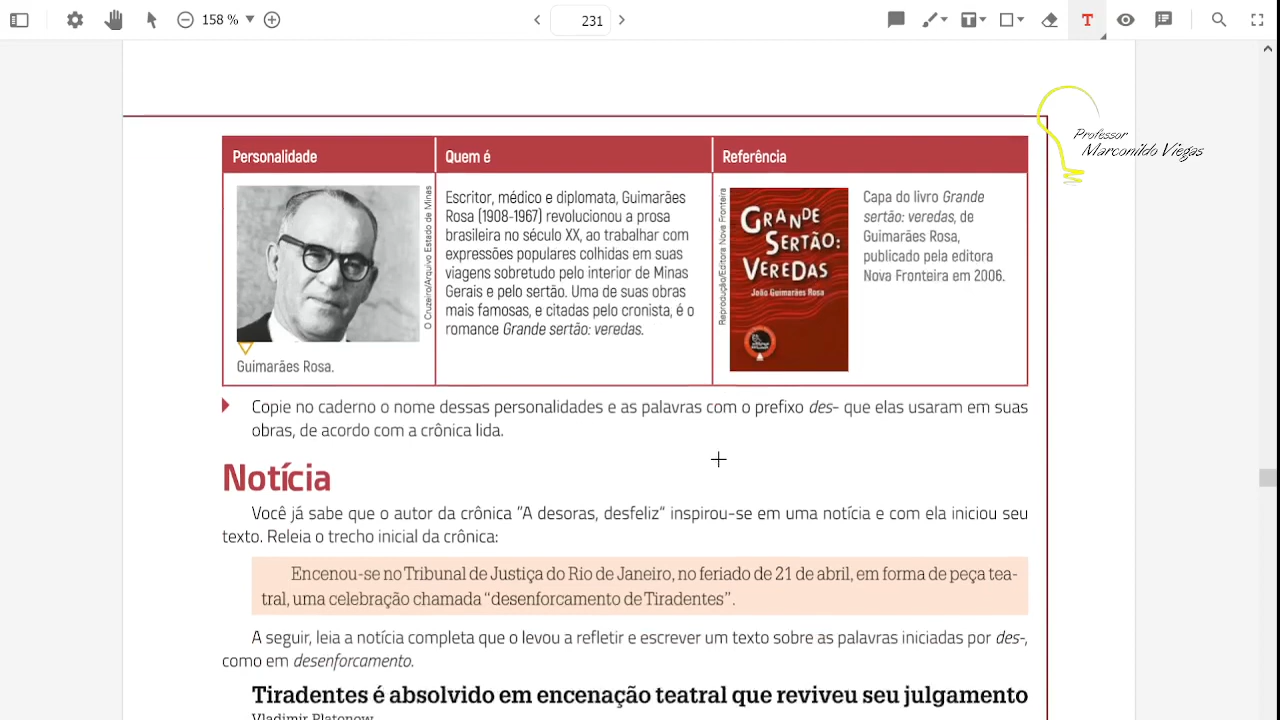 158 %
231
Professor
Marconildo Viegas
Personalidade
Quem é
Referência
O Cruzeiro/Arquivo Estado de Minas
Guimarães Rosa.
Escritor, médico e diplomata, Guimarães
Rosa (1908-1967) revolucionou a prosa
brasileira no século XX, ao trabalhar com
expressões populares colhidas em suas
viagens sobretudo pelo interior de Minas
Gerais e pelo sertão. Uma de suas obras
mais famosas, e citadas pelo cronista, é o
romance Grande sertão: veredas.
Reprodução/Editora Nova Fronteira
GRANDE
SERTÃO:
VEREDAS
João Guimarães Rosa
Capa do livro Grande
sertão: veredas, de
Guimarães Rosa,
publicado pela editora
Nova Fronteira em 2006.
Copie no caderno o nome dessas personalidades e as palavras com o prefixo des- que elas usaram em suas
obras, de acordo com a crônica lida.
Notícia
Você já sabe que o autor da crônica "A desoras, desfeliz" inspirou-se em uma notícia e com ela iniciou seu
texto. Releia o trecho inicial da crônica:
Encenou-se no Tribunal de Justiça do Rio de Janeiro, no feriado de 21 de abril, em forma de peça tea-
tral, uma celebração chamada "desenforcamento de Tiradentes".
A seguir, leia a notícia completa que o levou a refletir e escrever um texto sobre as palavras iniciadas por des-,
como em desenforcamento.
Tiradentes é absolvido em encenação teatral que reviveu seu julgamento
Vladimir Platonow